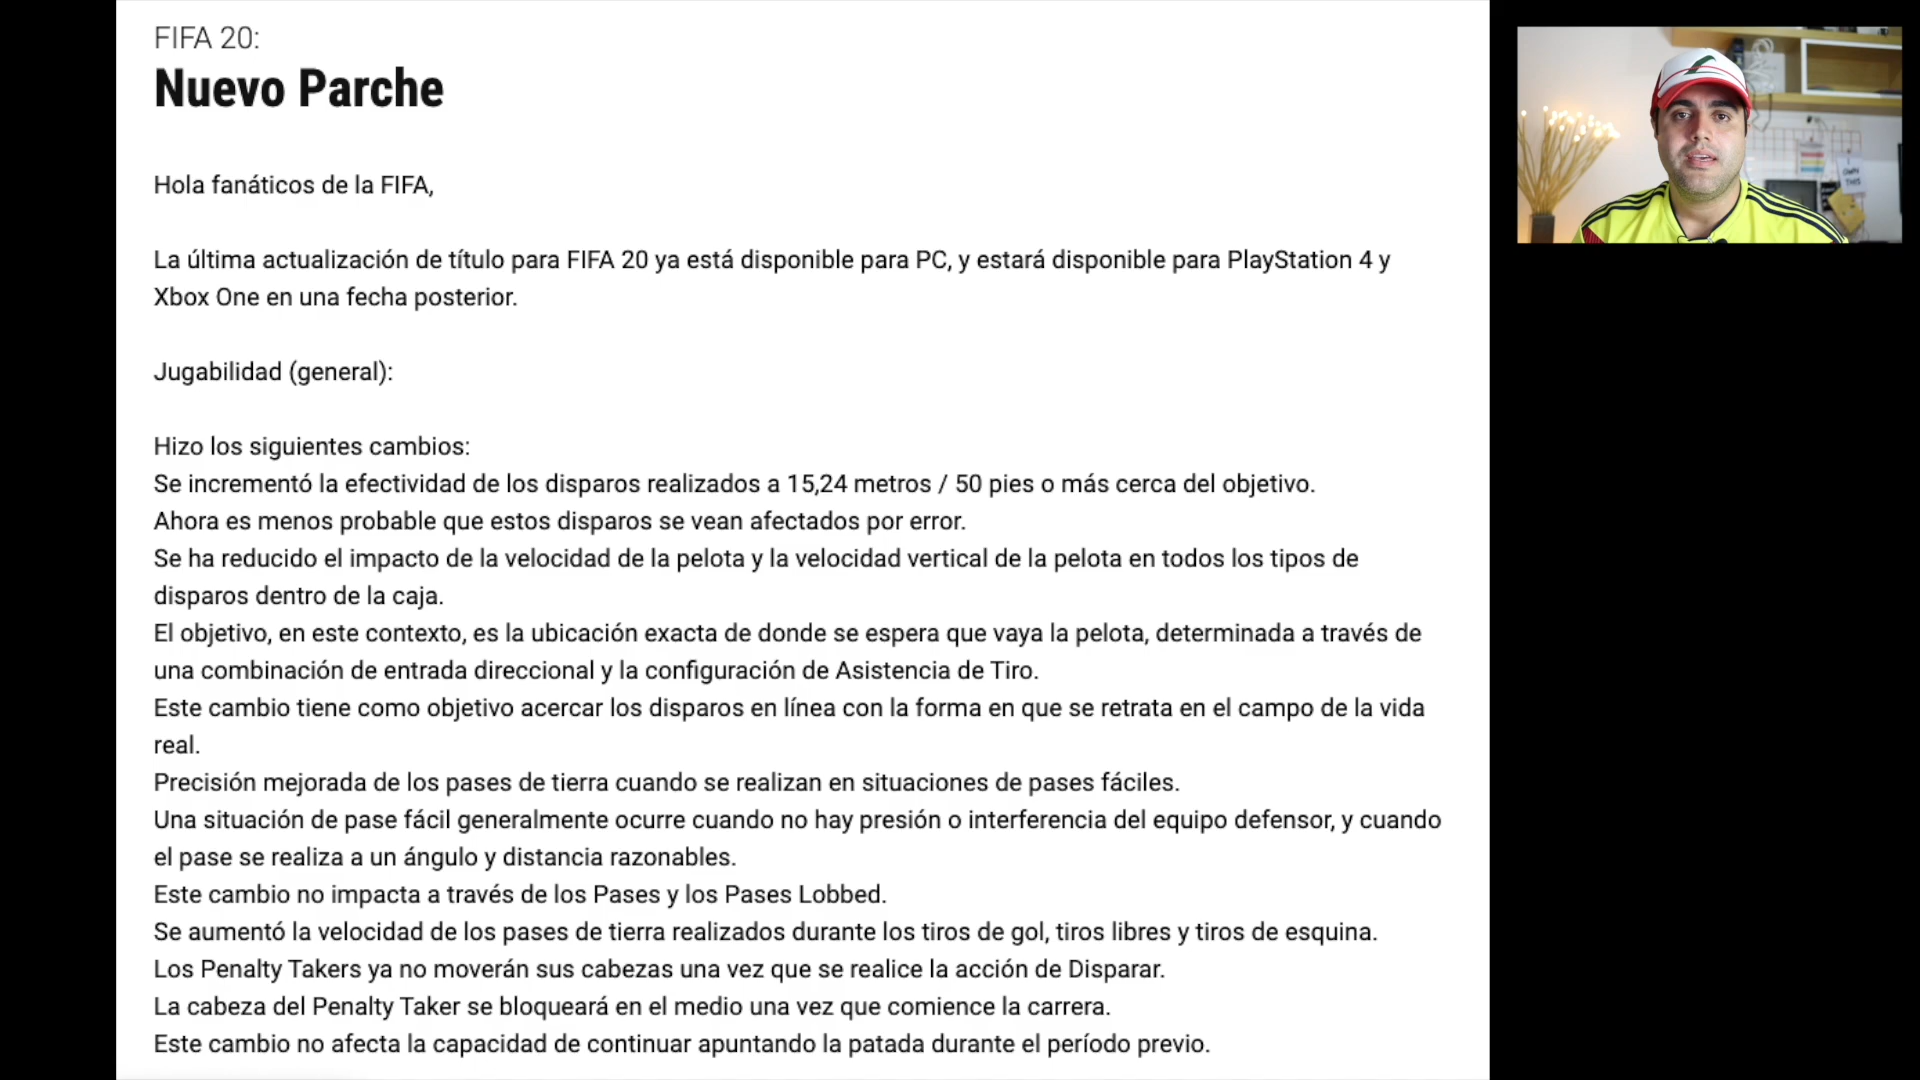 FIFA 20:
Nuevo Parche
Hola fanáticos de la FIFA,
La última actualización de título para FIFA 20 ya está disponible para PC, y estará disponible para PlayStation 4 y
Xbox One en una fecha posterior.
Jugabilidad (general):
Hizo los siguientes cambios:
Se incrementó la efectividad de los disparos realizados a 15,24 metros / 50 pies o más cerca del objetivo.
Ahora es menos probable que estos disparos se vean afectados por error.
Se ha reducido el impacto de la velocidad de la pelota y la velocidad vertical de la pelota en todos los tipos de
disparos dentro de la caja.
El objetivo, en este contexto, es la ubicación exacta de donde se espera que vaya la pelota, determinada a través de
una combinación de entrada direccional y la configuración de Asistencia de Tiro.
Este cambio tiene como objetivo acercar los disparos en línea con la forma en que se retrata en el campo de la vida
real.
Precisión mejorada de los pases de tierra cuando se realizan en situaciones de pases fáciles.
Una situación de pase fácil generalmente ocurre cuando no hay presión o interferencia del equipo defensor, y cuando
el pase se realiza a un ángulo y distancia razonables.
Este cambio no impacta a través de los Pases y los Pases Lobbed.
Se aumentó la velocidad de los pases de tierra realizados durante los tiros de gol, tiros libres y tiros de esquina.
Los Penalty Takers ya no moverán sus cabezas una vez que se realice la acción de Disparar.
La cabeza del Penalty Taker se bloqueará en el medio una vez que comience la carrera.
Este cambio no afecta la capacidad de continuar apuntando la patada durante el período previo.